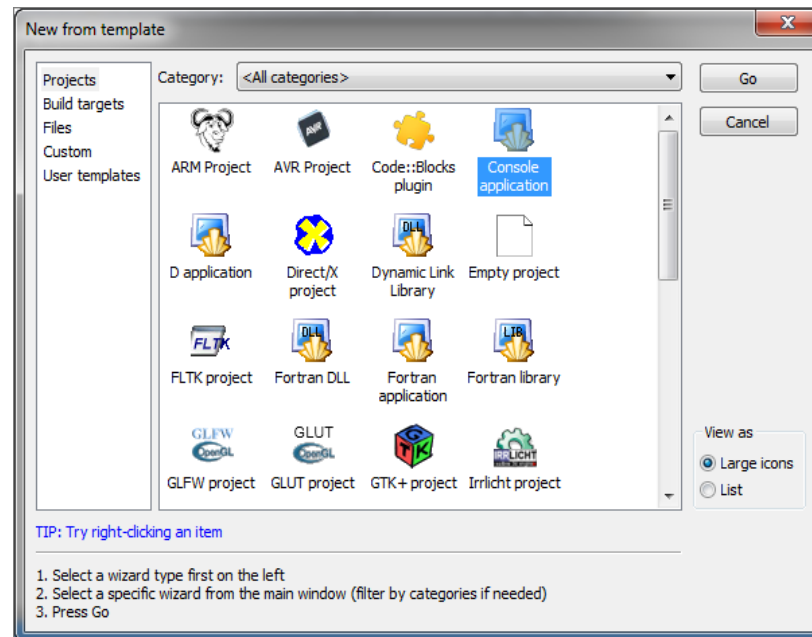 New from template
Projects
Build targets
Files
Custom
User templates
Category: <All categories>
Go
Cancel
AVR
ARM Project AVR Project Code::Blocks plugin Console application
DLL
D application Direct/X project Dynamic Link Library Empty project
FLTK DLL LIB
FLTK project Fortran DLL Fortran application Fortran library
GLFW OpenGL GLUT OpenGL GTK IRRLICHT
GLFW project GLUT project GTK+ project Irrlicht project
View as
Large icons
List
TIP: Try right-clicking an item
1. Select a wizard type first on the left
2. Select a specific wizard from the main window (filter by categories if needed)
3. Press Go